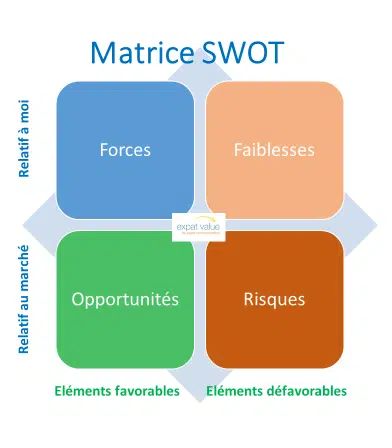 Matrice SWOT
Relatif à moi
Forces
Faiblesses
expat value
Relatif au marché
Opportunités
Risques
Eléments favorables
Eléments défavorables